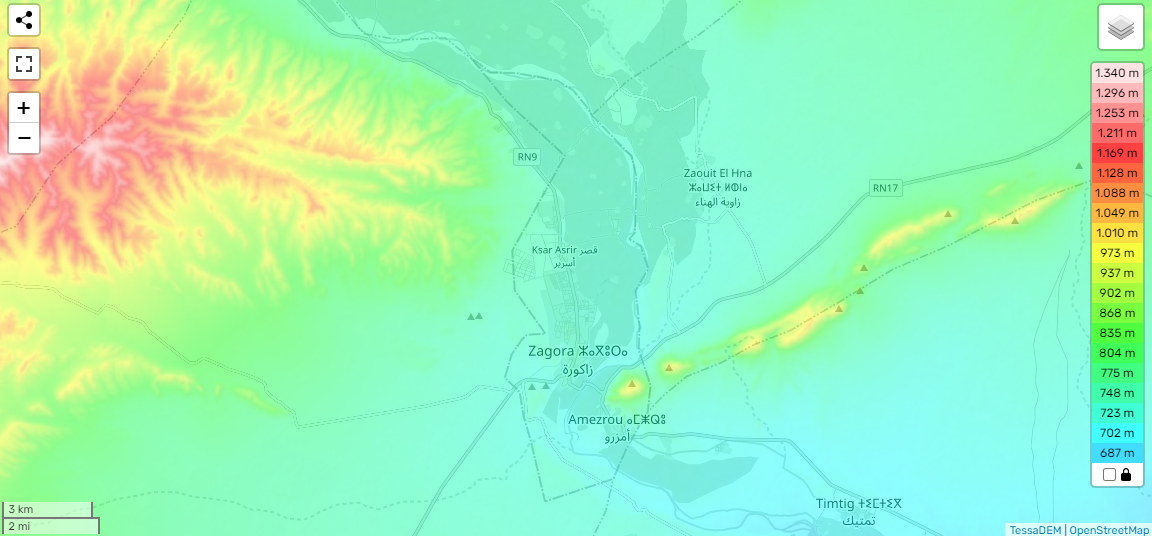 +
−
RN9
Zaouit El Hna
ⵣⴰⵡⵉⵜ ⵍⵀⵏⴰ
زاوية الهناء
RN17
Ksar Asrir قصر
أسرير
Zagora ⵣⴰⴳⵓⵔⴰ
زاكورة
Amezrou ⴰⵎⵥⵕⵓ
أمزرو
Timtig ⵜⵉⵎⵜⵉⴳ
تمتيك
1.340 m
1.296 m
1.253 m
1.211 m
1.169 m
1.128 m
1.088 m
1.049 m
1.010 m
973 m
937 m
902 m
868 m
835 m
804 m
775 m
748 m
723 m
702 m
687 m
3 km
2 mi
TessaDEM | OpenStreetMap